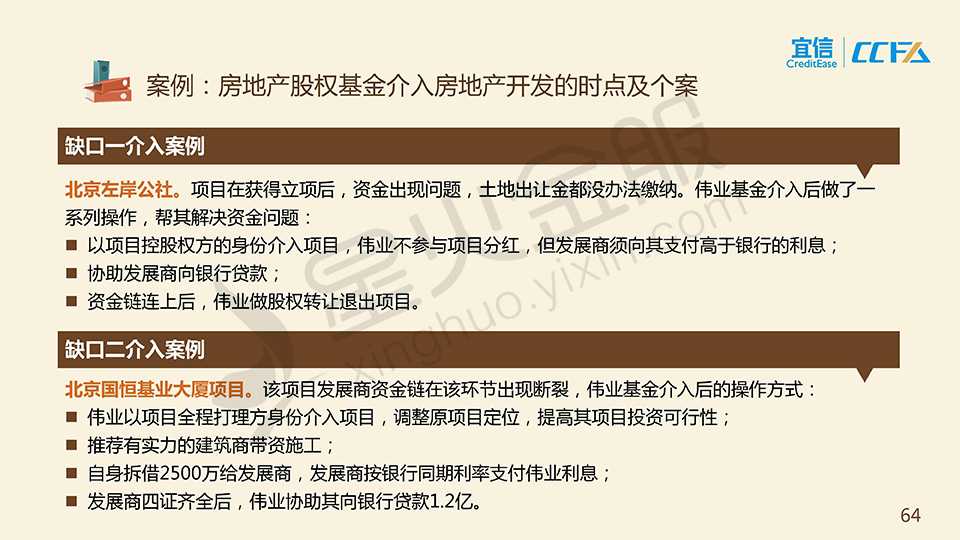 宜信
CreditEase
CCFA
案例：房地产股权基金介入房地产开发的时点及个案
缺口一介入案例
北京左岸公社。项目在获得立项后，资金出现问题，土地出让金都没办法缴纳。伟业基金介入后做了一
系列操作，帮其解决资金问题：
■ 以项目控股权方的身份介入项目，伟业不参与项目分红，但发展商须向其支付高于银行的利息；
■ 协助发展商向银行贷款；
■ 资金链连上后，伟业做股权转让退出项目。
缺口二介入案例
北京国恒基业大厦项目。该项目发展商资金链在该环节出现断裂，伟业基金介入后的操作方式：
■ 伟业以项目全程打理方身份介入项目，调整原项目定位，提高其项目投资可行性；
■ 推荐有实力的建筑商带资施工；
■ 自身拆借2500万给发展商，发展商按银行同期利率支付伟业利息；
■ 发展商四证齐全后，伟业协助其向银行贷款1.2亿。
星火金服
xinghuo.yixin.com
64